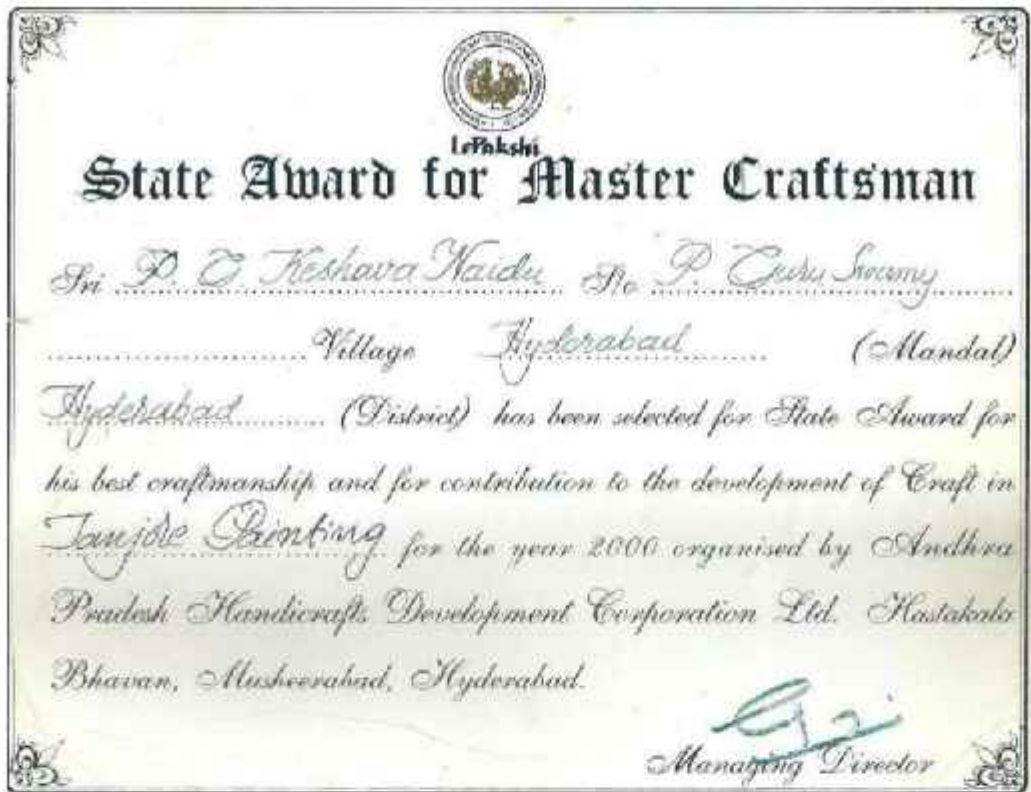 LePakshi
State Award for Master Craftsman
Sri P. G. Keshava Naidu S/o P. Guru Swamy
Village Hyderabad (Mandal)
Hyderabad (District) has been selected for State Award for
his best craftmanship and for contribution to the development of Craft in
Tanjore Painting for the year 2000 organised by Andhra
Pradesh Handicrafts Development Corporation Ltd. Hastakala
Bhavan, Musheerabad, Hyderabad.
Managing Director